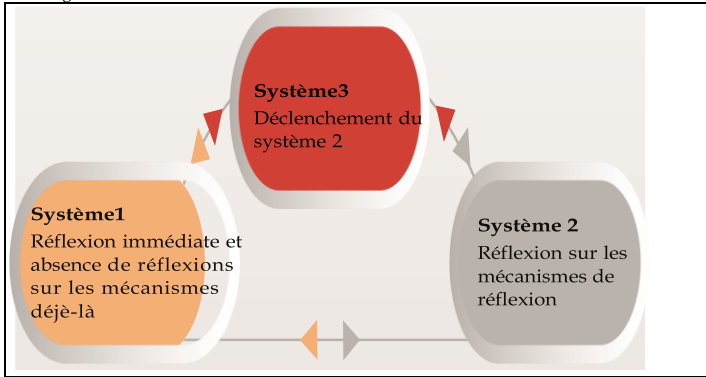 Système3
Déclenchement du
système 2
Système1
Réflexion immédiate et
absence de réflexions
sur les mécanismes
déjè-là
Système 2
Réflexion sur les
mécanismes de
réflexion